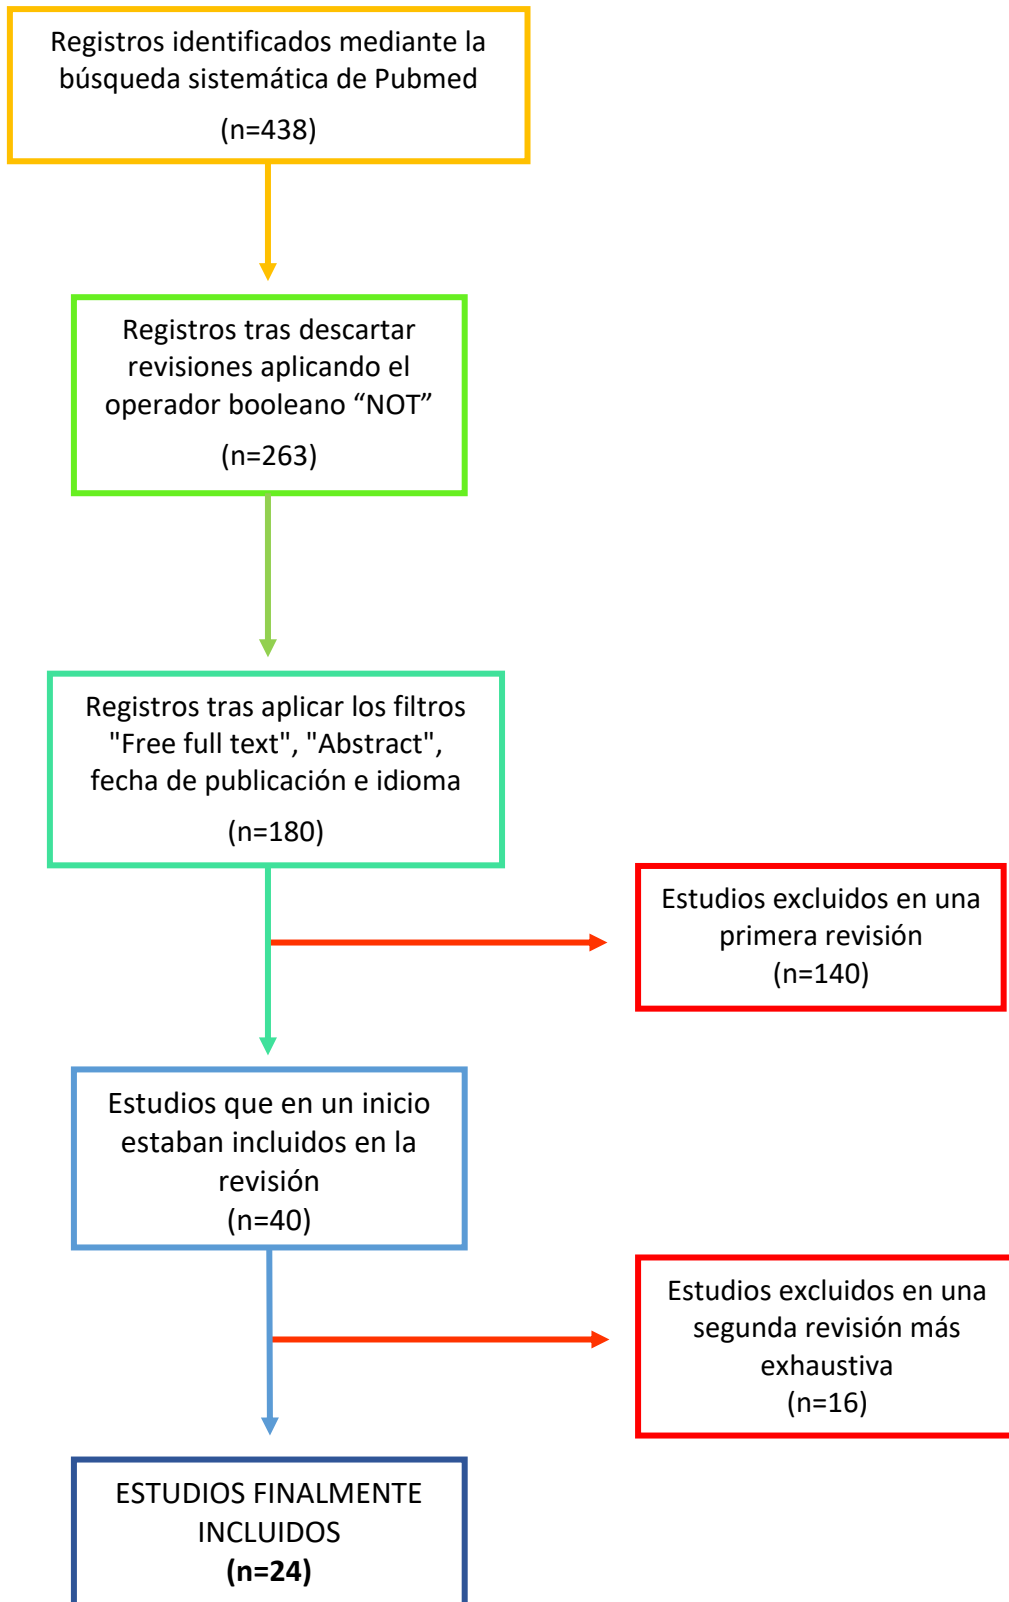 Registros identificados mediante la
búsqueda sistemática de Pubmed
(n=438)
Registros tras descartar
revisiones aplicando el
operador booleano “NOT”
(n=263)
Registros tras aplicar los filtros
"Free full text", "Abstract",
fecha de publicación e idioma
(n=180)
Estudios excluidos en una
primera revisión
(n=140)
Estudios que en un inicio
estaban incluidos en la
revisión
(n=40)
Estudios excluidos en una
segunda revisión más
exhaustiva
(n=16)
ESTUDIOS FINALMENTE
INCLUIDOS
(n=24)